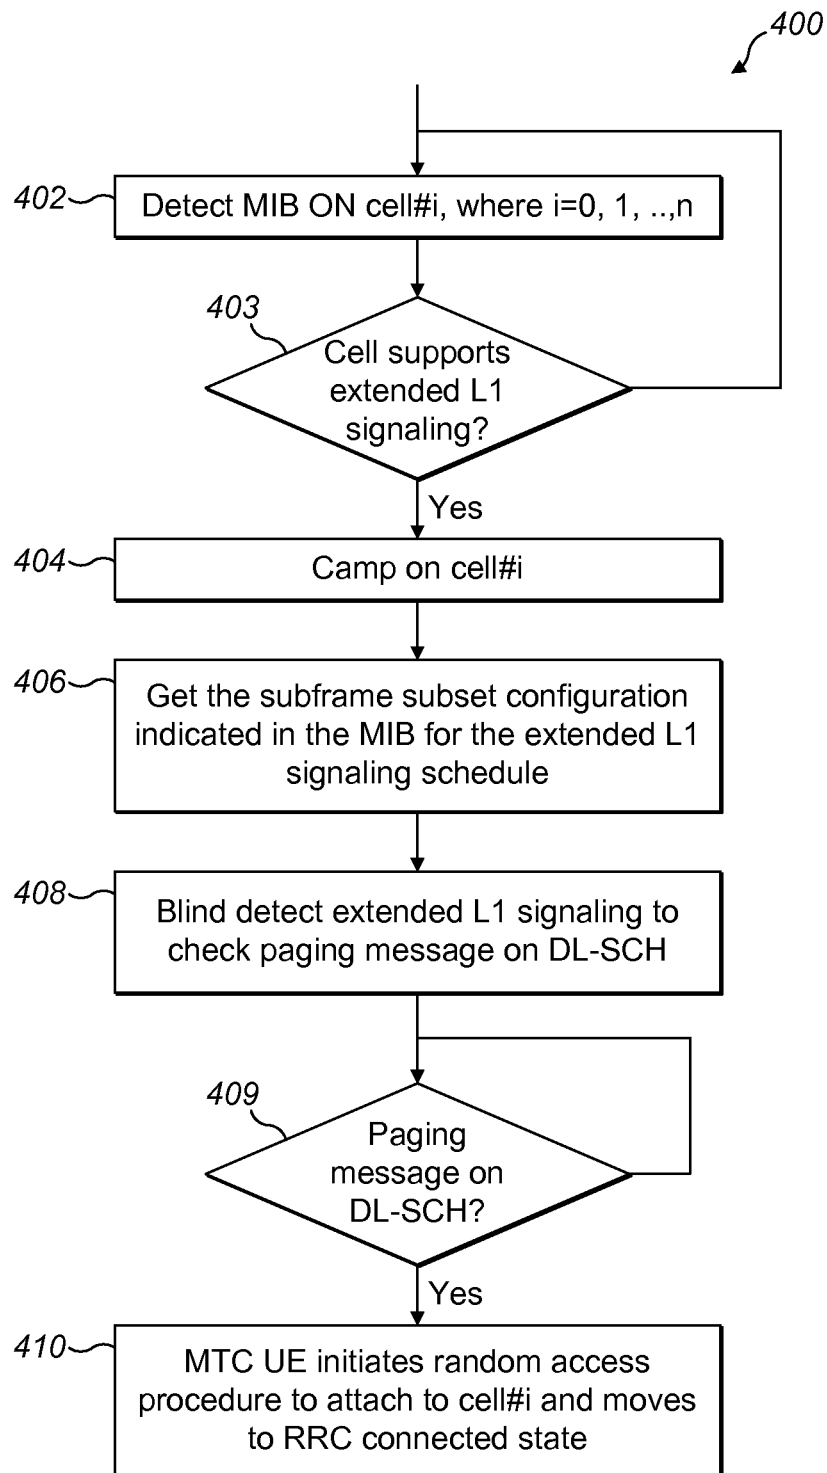 400
402
Detect MIB ON cell#i, where i=0, 1, ..,n
403
Cell supports
extended L1
signaling?
Yes
404
Camp on cell#i
406
Get the subframe subset configuration
indicated in the MIB for the extended L1
signaling schedule
408
Blind detect extended L1 signaling to
check paging message on DL-SCH
409
Paging
message on
DL-SCH?
Yes
410
MTC UE initiates random access
procedure to attach to cell#i and moves
to RRC connected state